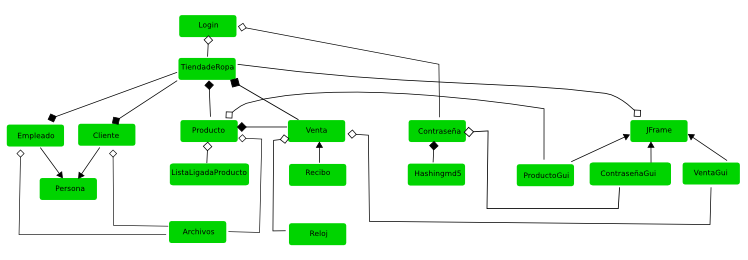 Login
TiendadeRopa
Empleado
Cliente
Producto
Venta
Contraseña
JFrame
Persona
ListaLigadaProducto
Recibo
Hashingmd5
ProductoGui
ContraseñaGui
VentaGui
Archivos
Reloj